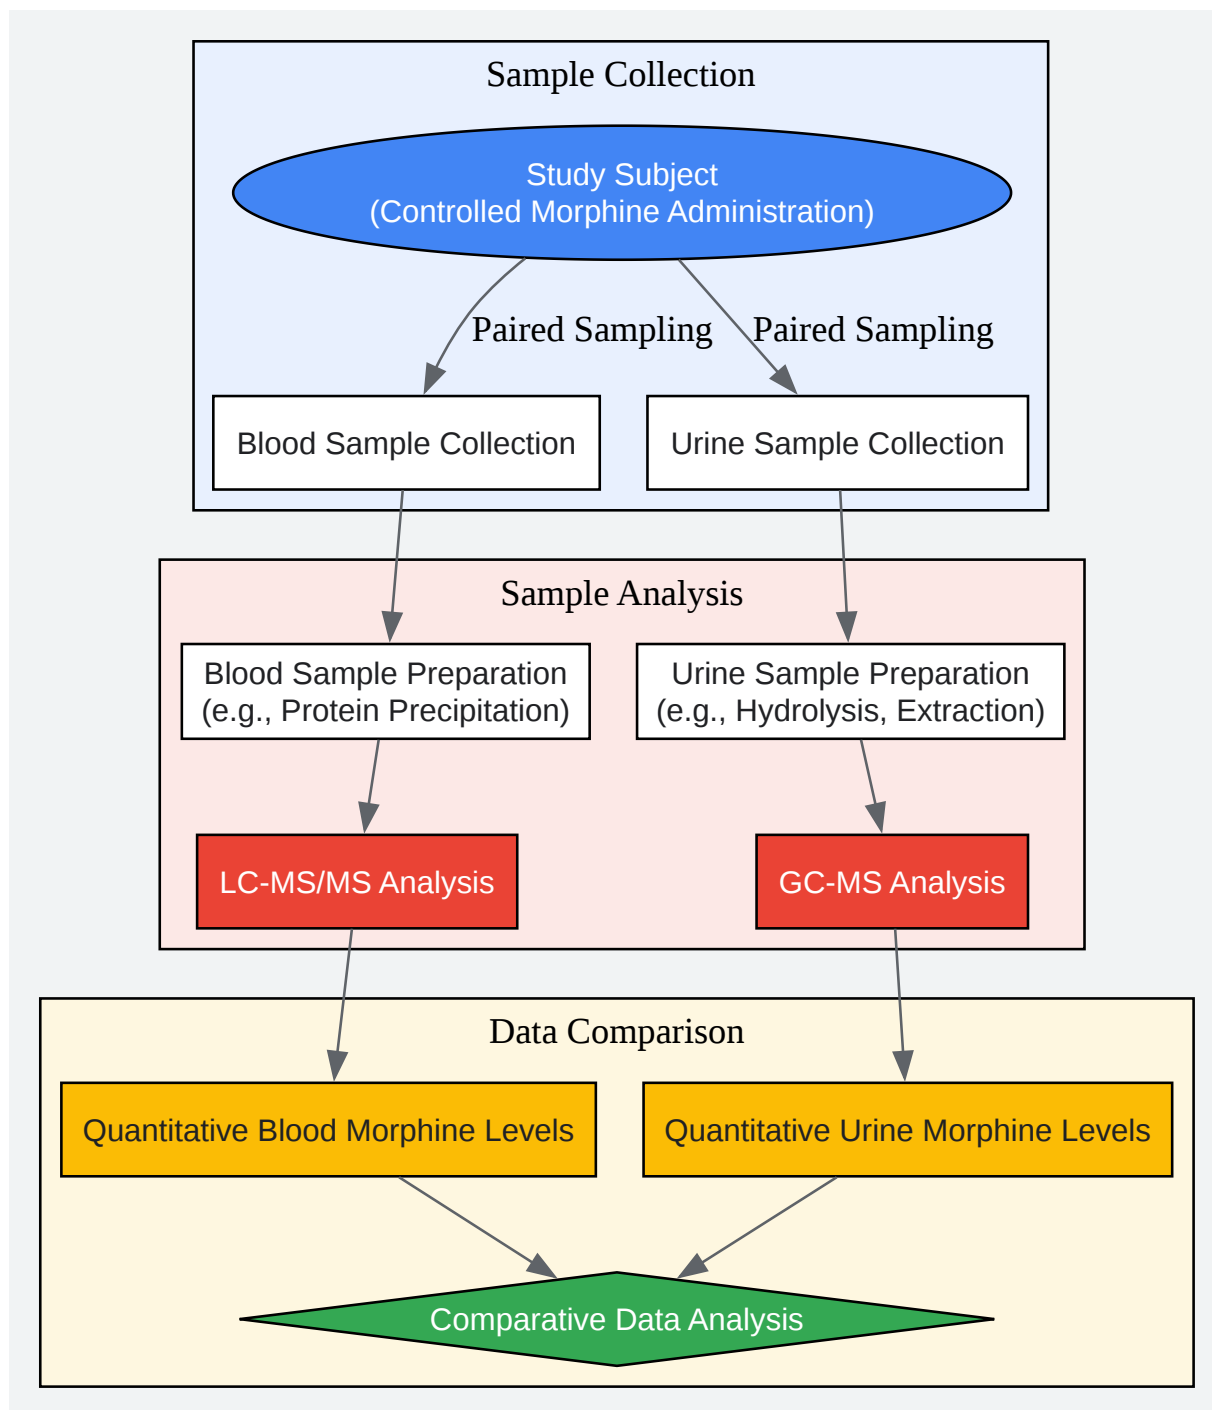 Sample Collection
Study Subject
(Controlled Morphine Administration)
Paired Sampling
Paired Sampling
Blood Sample Collection
Urine Sample Collection
Sample Analysis
Blood Sample Preparation
(e.g., Protein Precipitation)
Urine Sample Preparation
(e.g., Hydrolysis, Extraction)
LC-MS/MS Analysis
GC-MS Analysis
Data Comparison
Quantitative Blood Morphine Levels
Quantitative Urine Morphine Levels
Comparative Data Analysis